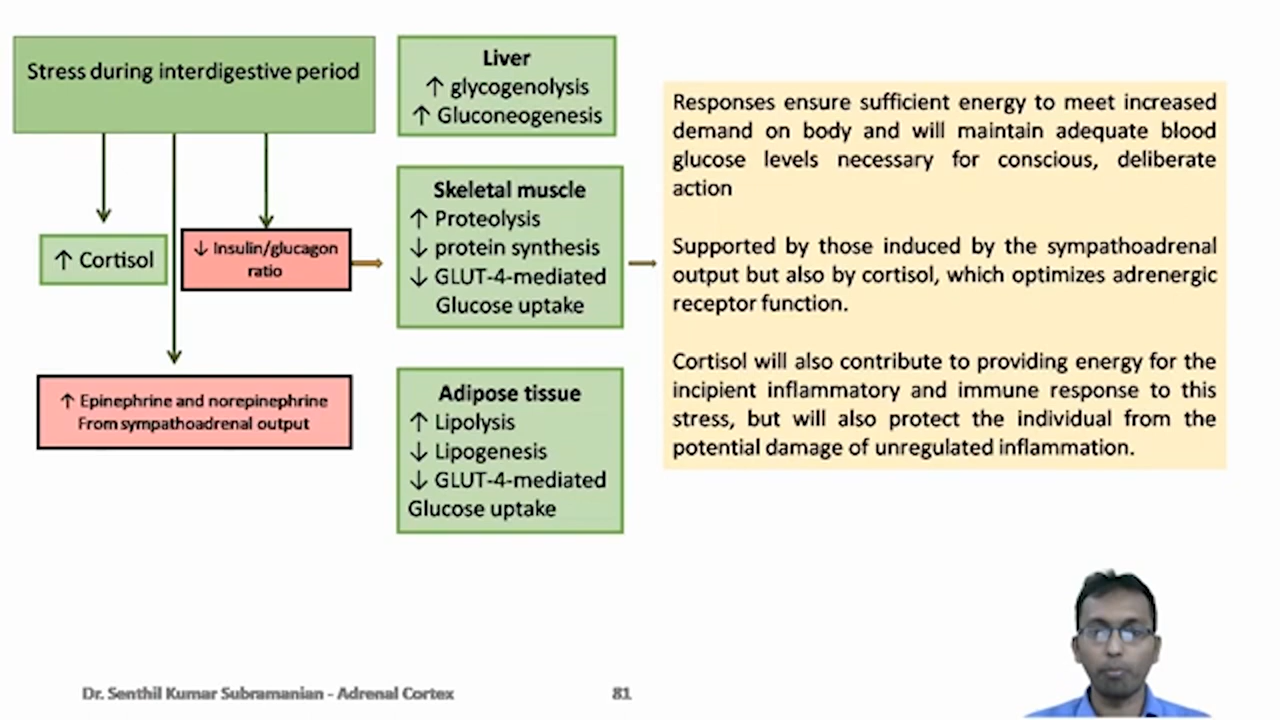 Stress during interdigestive period
↑ Cortisol
↓ Insulin/glucagon
ratio
↑ Epinephrine and norepinephrine
From sympathoadrenal output
Liver
↑ glycogenolysis
↑ Gluconeogenesis
Skeletal muscle
↑ Proteolysis
↓ protein synthesis
↓ GLUT-4-mediated
Glucose uptake
Adipose tissue
↑ Lipolysis
↓ Lipogenesis
↓ GLUT-4-mediated
Glucose uptake
Responses ensure sufficient energy to meet increased
demand on body and will maintain adequate blood
glucose levels necessary for conscious, deliberate
action
Supported by those induced by the sympathoadrenal
output but also by cortisol, which optimizes adrenergic
receptor function.
Cortisol will also contribute to providing energy for the
incipient inflammatory and immune response to this
stress, but will also protect the individual from the
potential damage of unregulated inflammation.
Dr. Senthil Kumar Subramanian - Adrenal Cortex
81